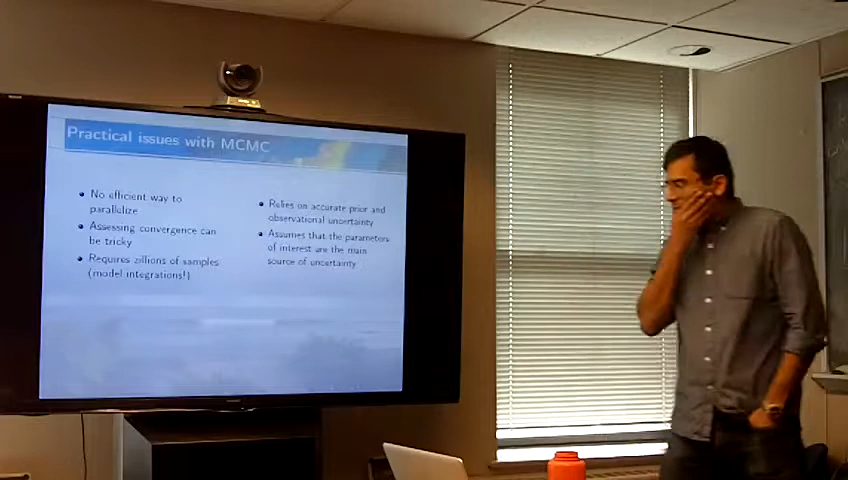 Practical issues with MCMC
• No efficient way to
parallelize
• Assessing convergence can
be tricky
• Requires zillions of samples
(model integrations!)
• Relies on accurate prior and
observational uncertainty
• Assumes that the parameters
of interest are the main
source of uncertainty